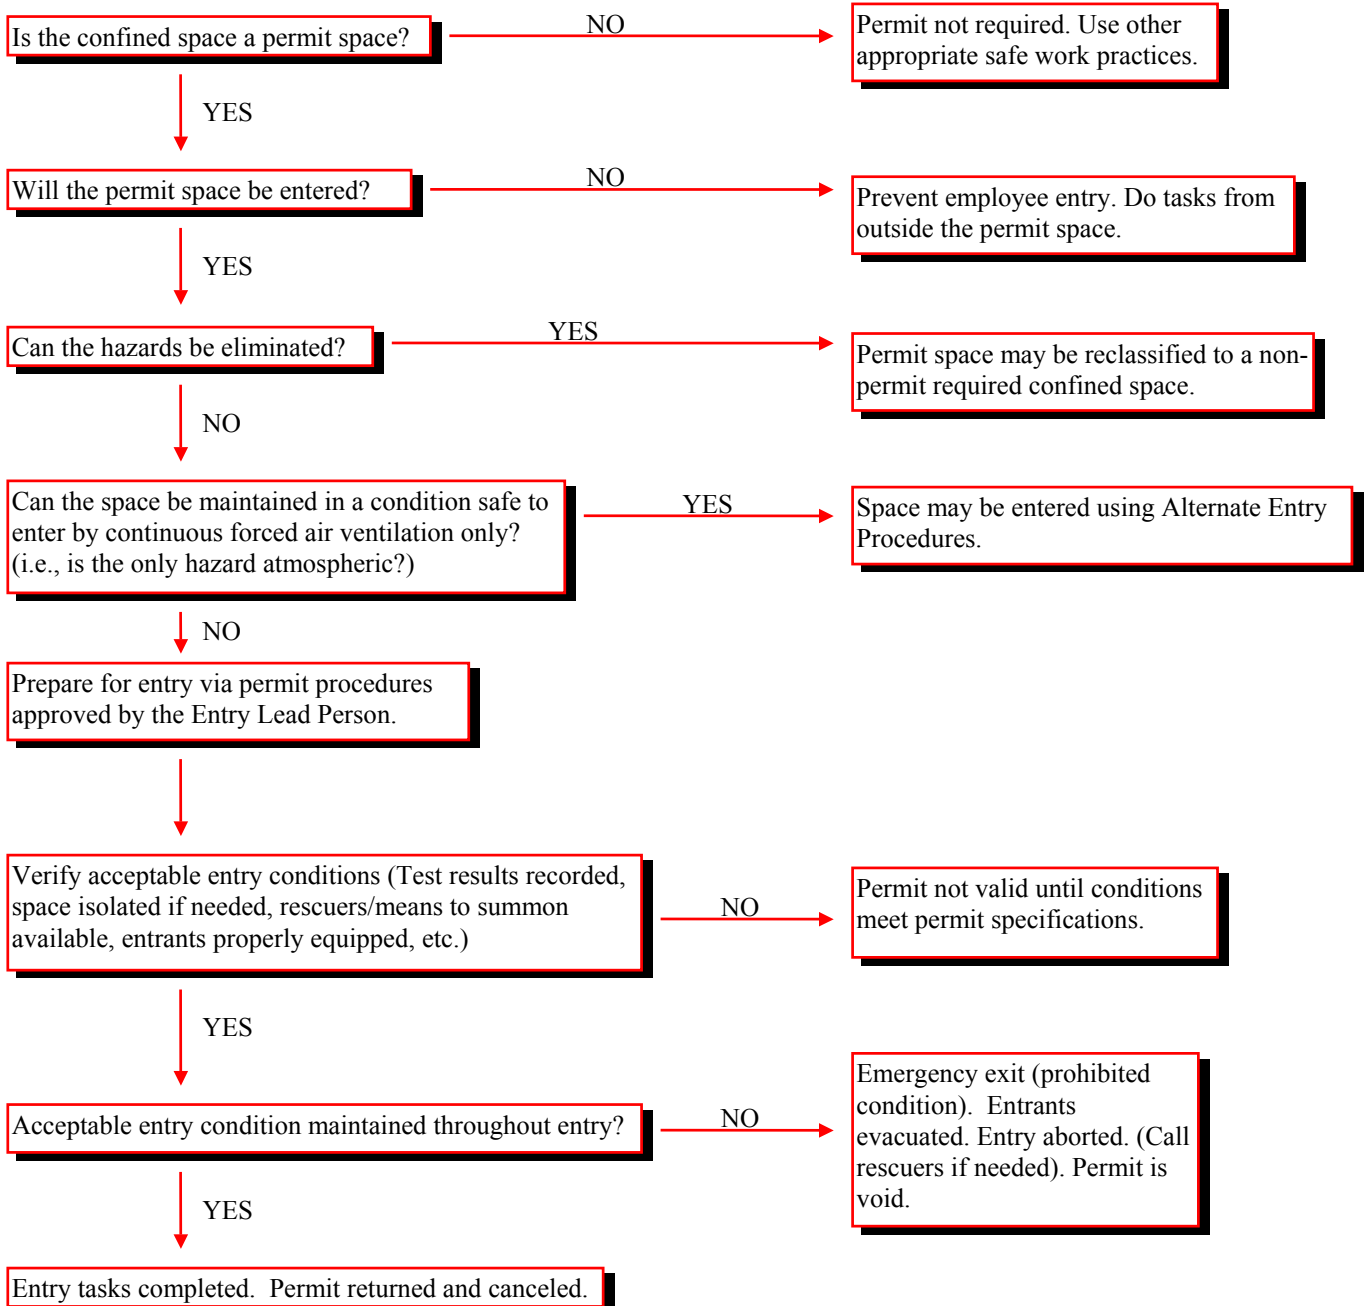 Is the confined space a permit space?
NO
Permit not required. Use other
appropriate safe work practices.
YES
Will the permit space be entered?
NO
Prevent employee entry. Do tasks from
outside the permit space.
YES
Can the hazards be eliminated?
YES
Permit space may be reclassified to a non-
permit required confined space.
NO
Can the space be maintained in a condition safe to
enter by continuous forced air ventilation only?
(i.e., is the only hazard atmospheric?)
YES
Space may be entered using Alternate Entry
Procedures.
NO
Prepare for entry via permit procedures
approved by the Entry Lead Person.
Verify acceptable entry conditions (Test results recorded,
space isolated if needed, rescuers/means to summon
available, entrants properly equipped, etc.)
NO
Permit not valid until conditions
meet permit specifications.
YES
Acceptable entry condition maintained throughout entry?
NO
Emergency exit (prohibited
condition).  Entrants
evacuated. Entry aborted. (Call
rescuers if needed). Permit is
void.
YES
Entry tasks completed.  Permit returned and canceled.